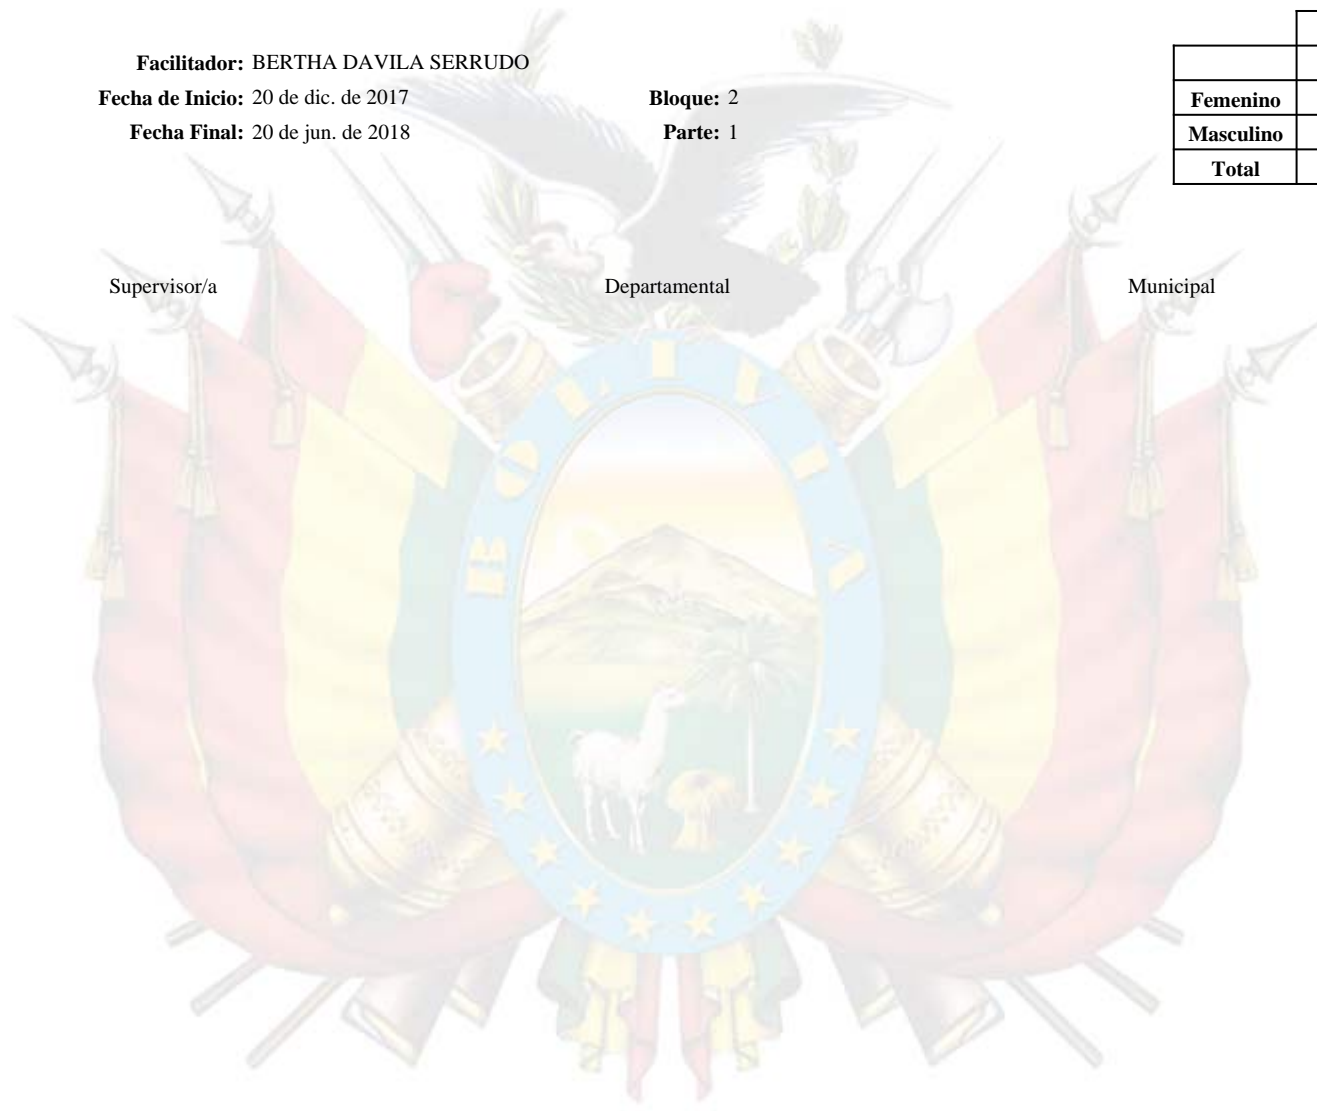 Facilitador: BERTHA DAVILA SERRUDO
Fecha de Inicio: 20 de dic. de 2017 Bloque: 2
Femenino
Fecha Final: 20 de jun. de 2018 Parte: 1
Masculino
Total
Supervisor/a Departamental Municipal
BOLIVIA